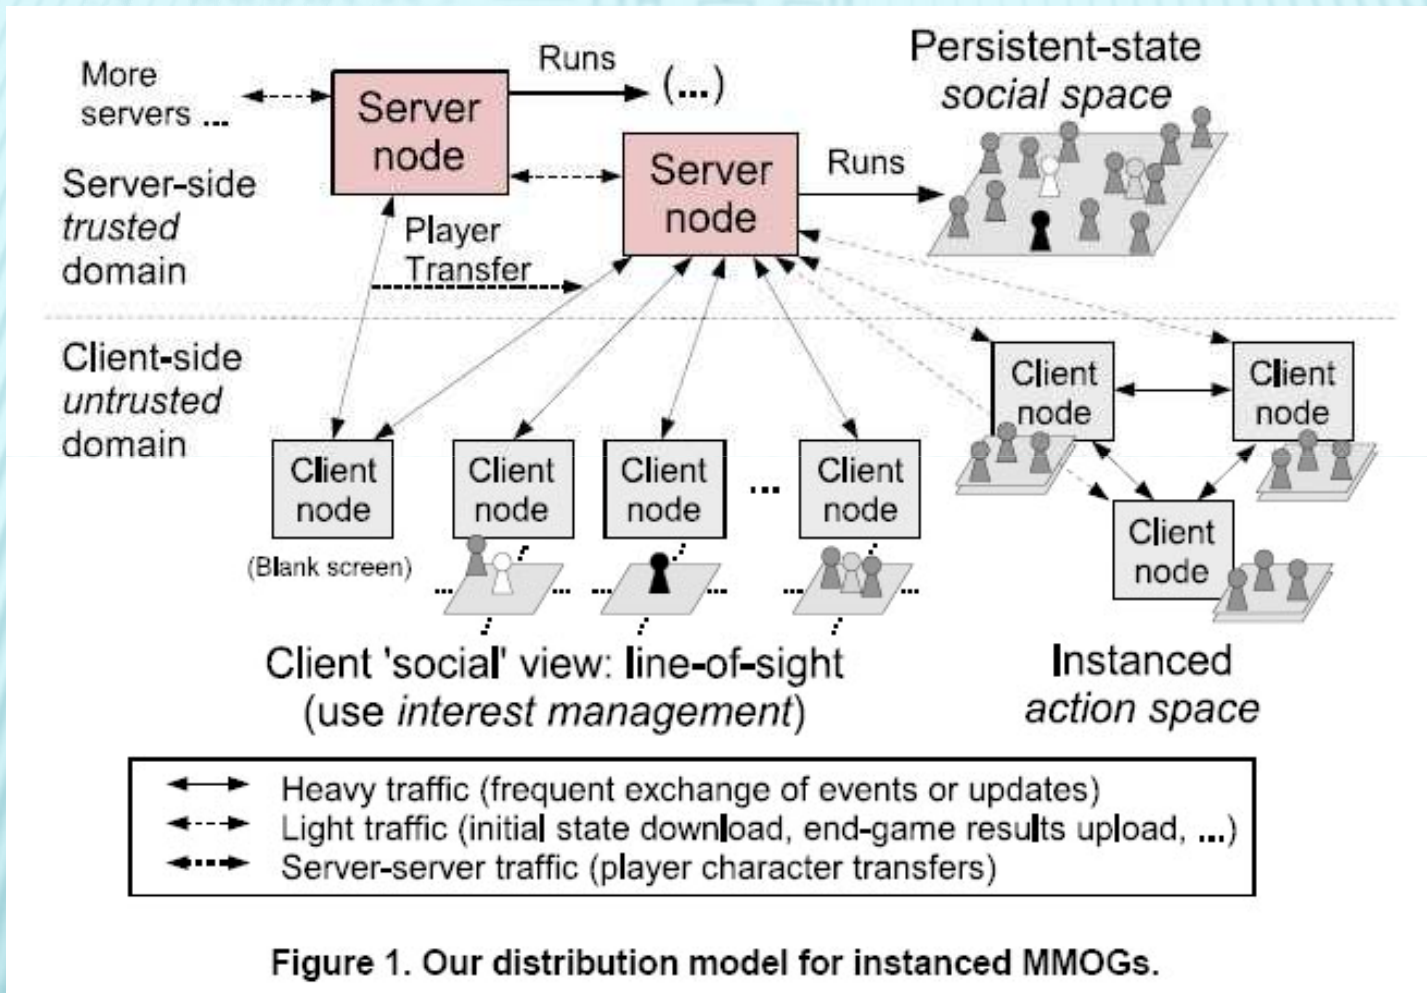 More
servers ...
Server
node
Runs
(...)
Persistent-state
social space
Server-side
trusted
domain
Server
node
Runs
Player
Transfer
Client-side
untrusted
domain
Client
node
(Blank screen)
Client
node
...
...
Client
node
...
...
...
Client
node
...
...
Client
node
Client
node
Client
node
Client 'social' view: line-of-sight
(use interest management)
Instanced
action space
Heavy traffic (frequent exchange of events or updates)
Light traffic (initial state download, end-game results upload, ...)
Server-server traffic (player character transfers)
Figure 1. Our distribution model for instanced MMOGs.